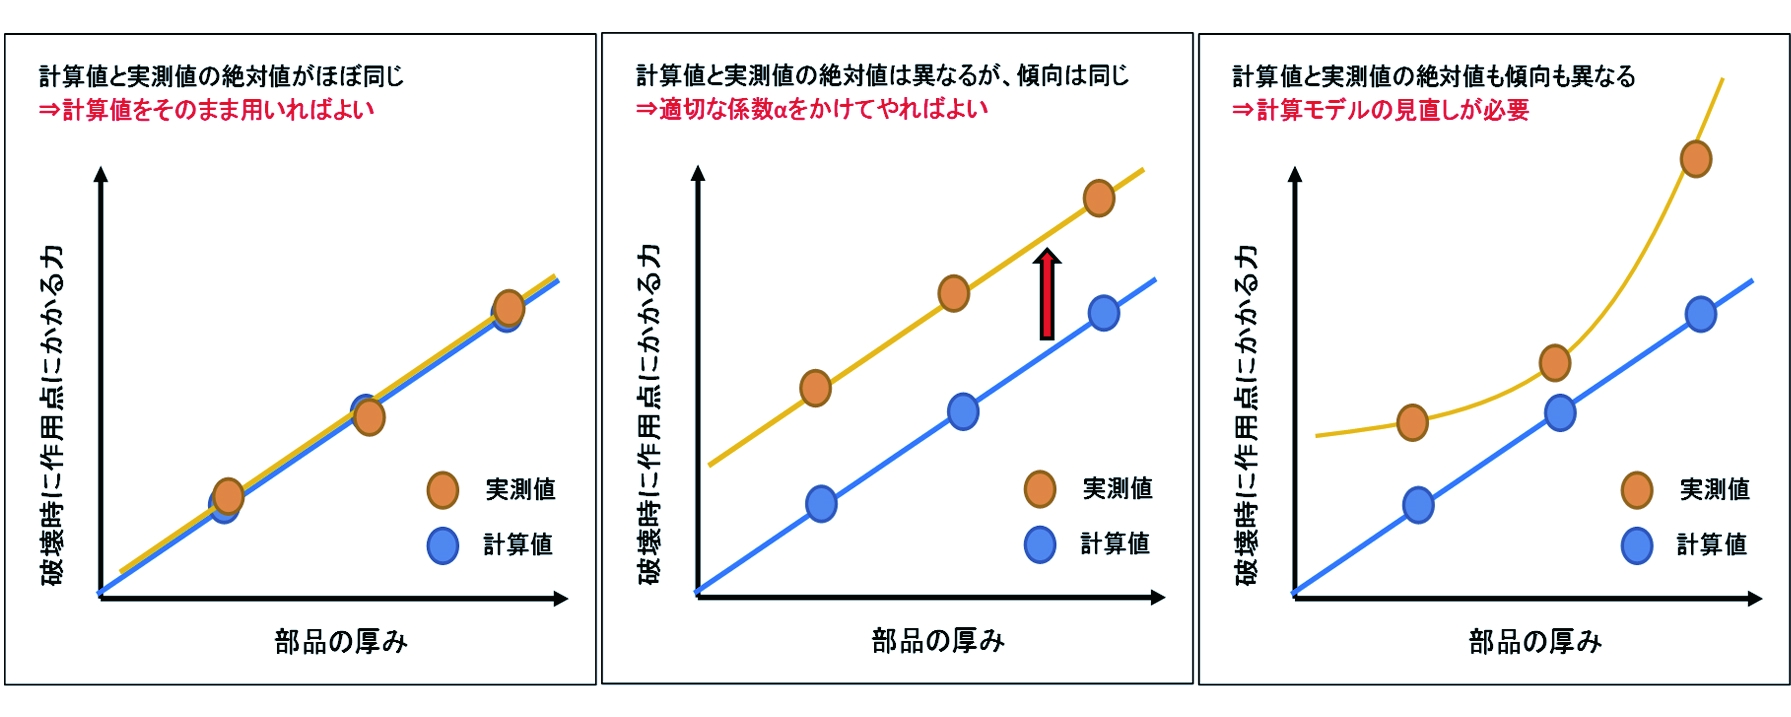 計算値と実測値の絶対値がほぼ同じ
⇒計算値をそのまま用いればよい
破壊時に作用点にかかる力
実測値
計算値
部品の厚み
計算値と実測値の絶対値は異なるが、傾向は同じ
⇒適切な係数αをかけてやればよい
破壊時に作用点にかかる力
実測値
計算値
部品の厚み
計算値と実測値の絶対値も傾向も異なる
⇒計算モデルの見直しが必要
破壊時に作用点にかかる力
実測値
計算値
部品の厚み